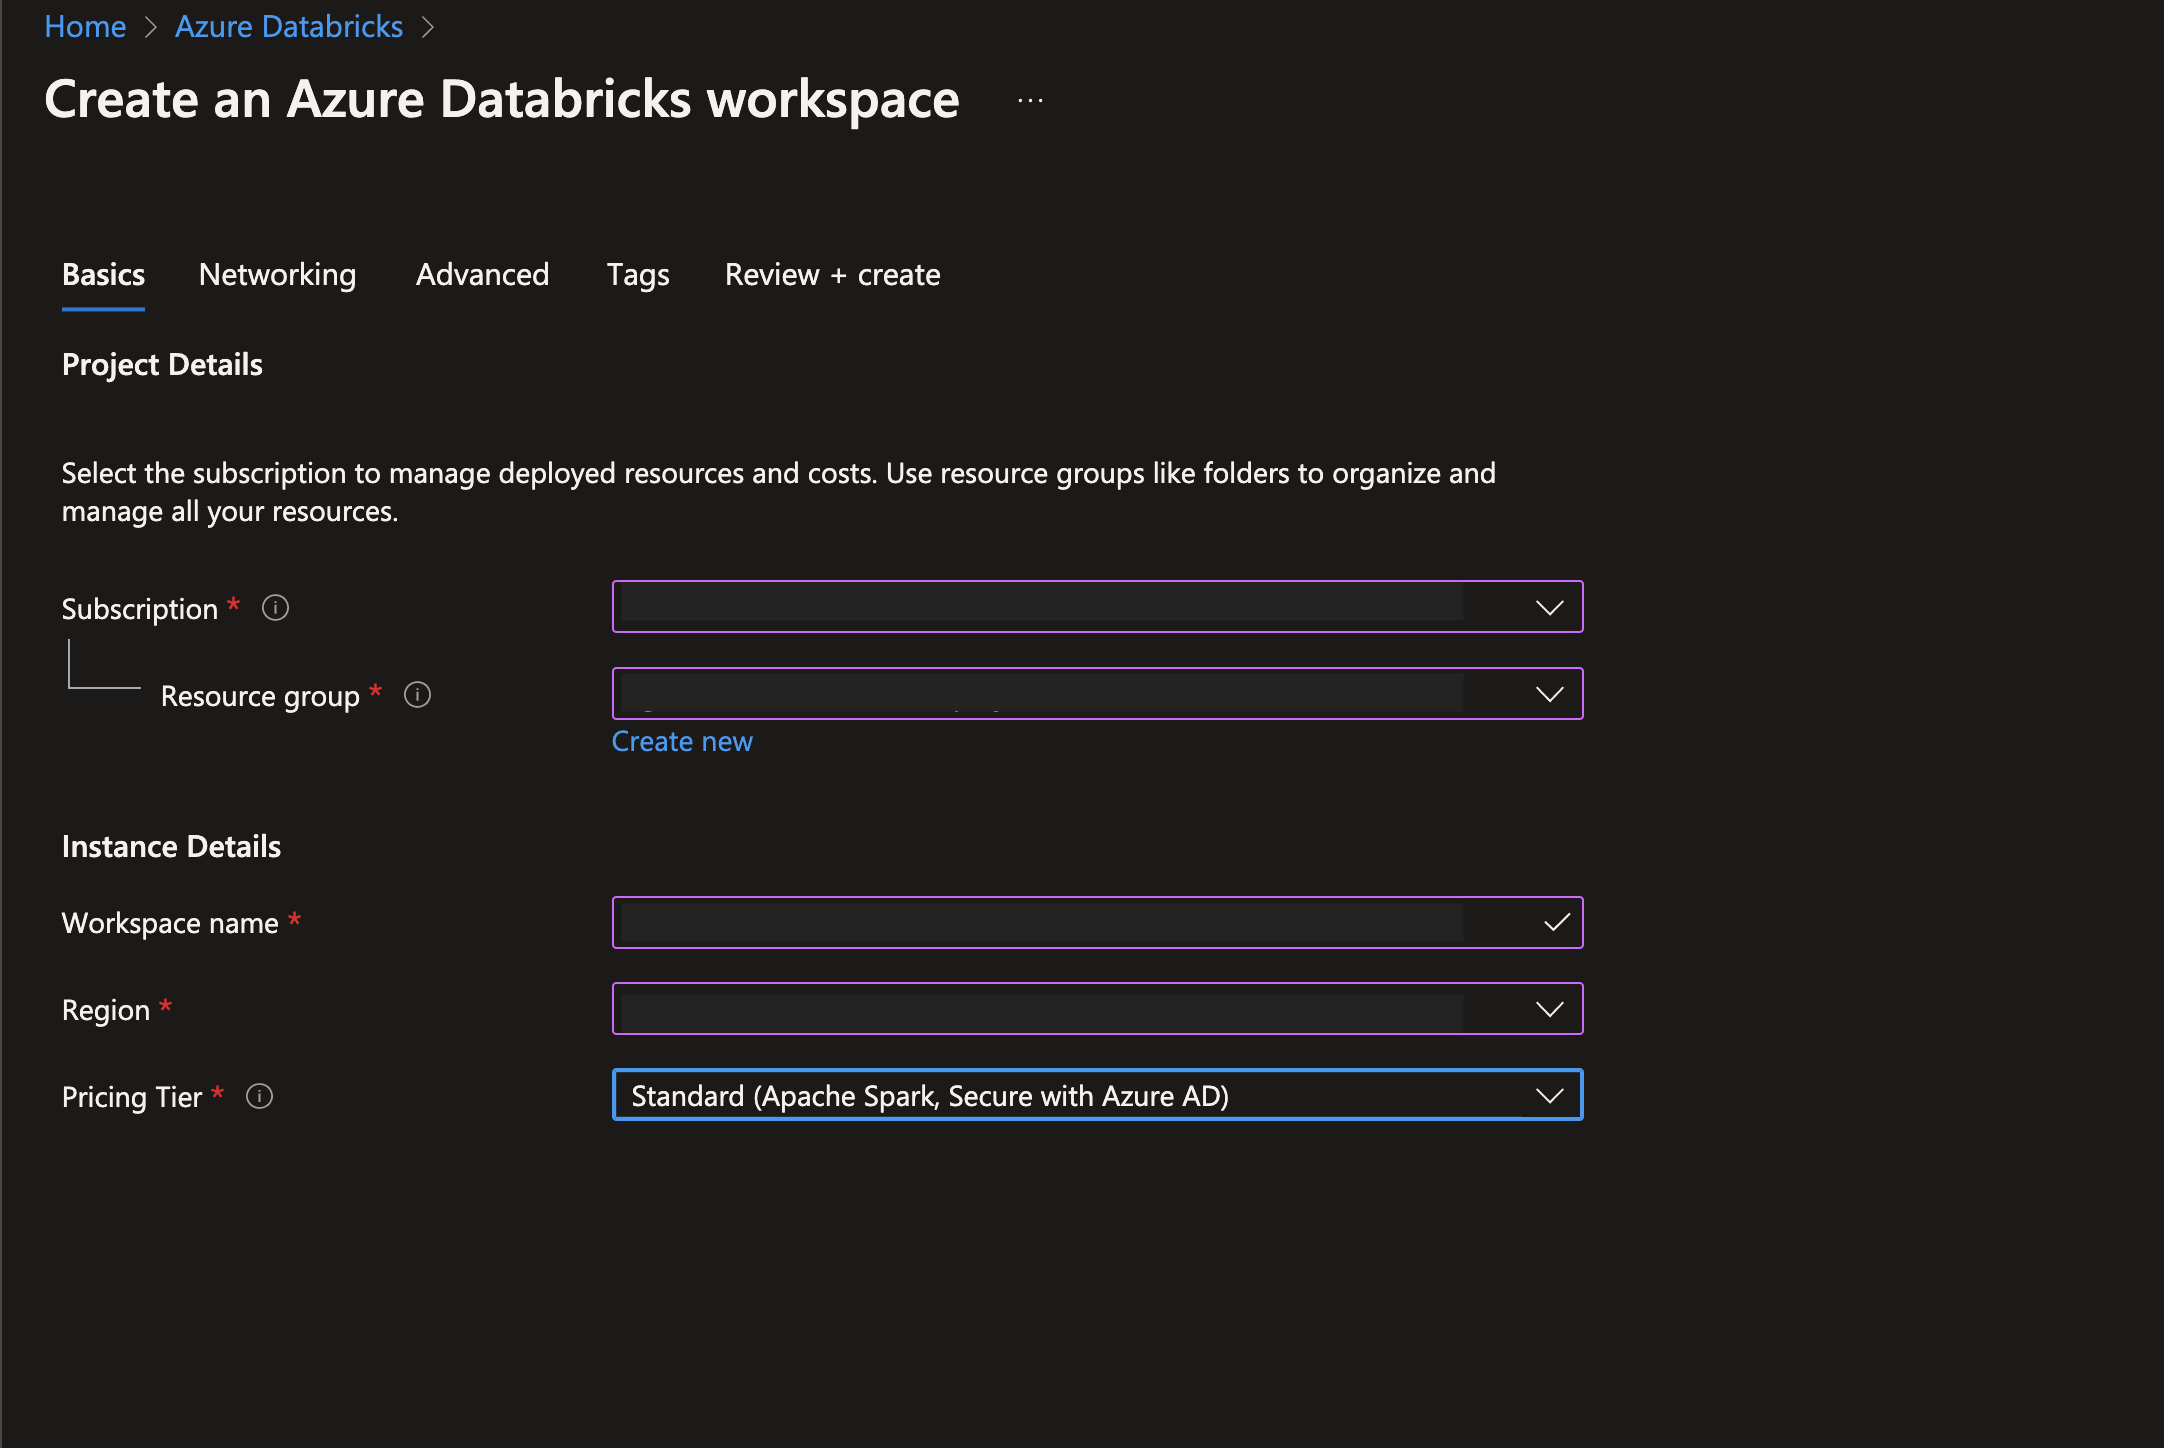 Home > Azure Databricks >
Create an Azure Databricks workspace ...
Basics Networking Advanced Tags Review + create
Project Details
Select the subscription to manage deployed resources and costs. Use resource groups like folders to organize and
manage all your resources.
Subscription *
Resource group *
Create new
Instance Details
Workspace name *
Region *
Pricing Tier * Standard (Apache Spark, Secure with Azure AD)